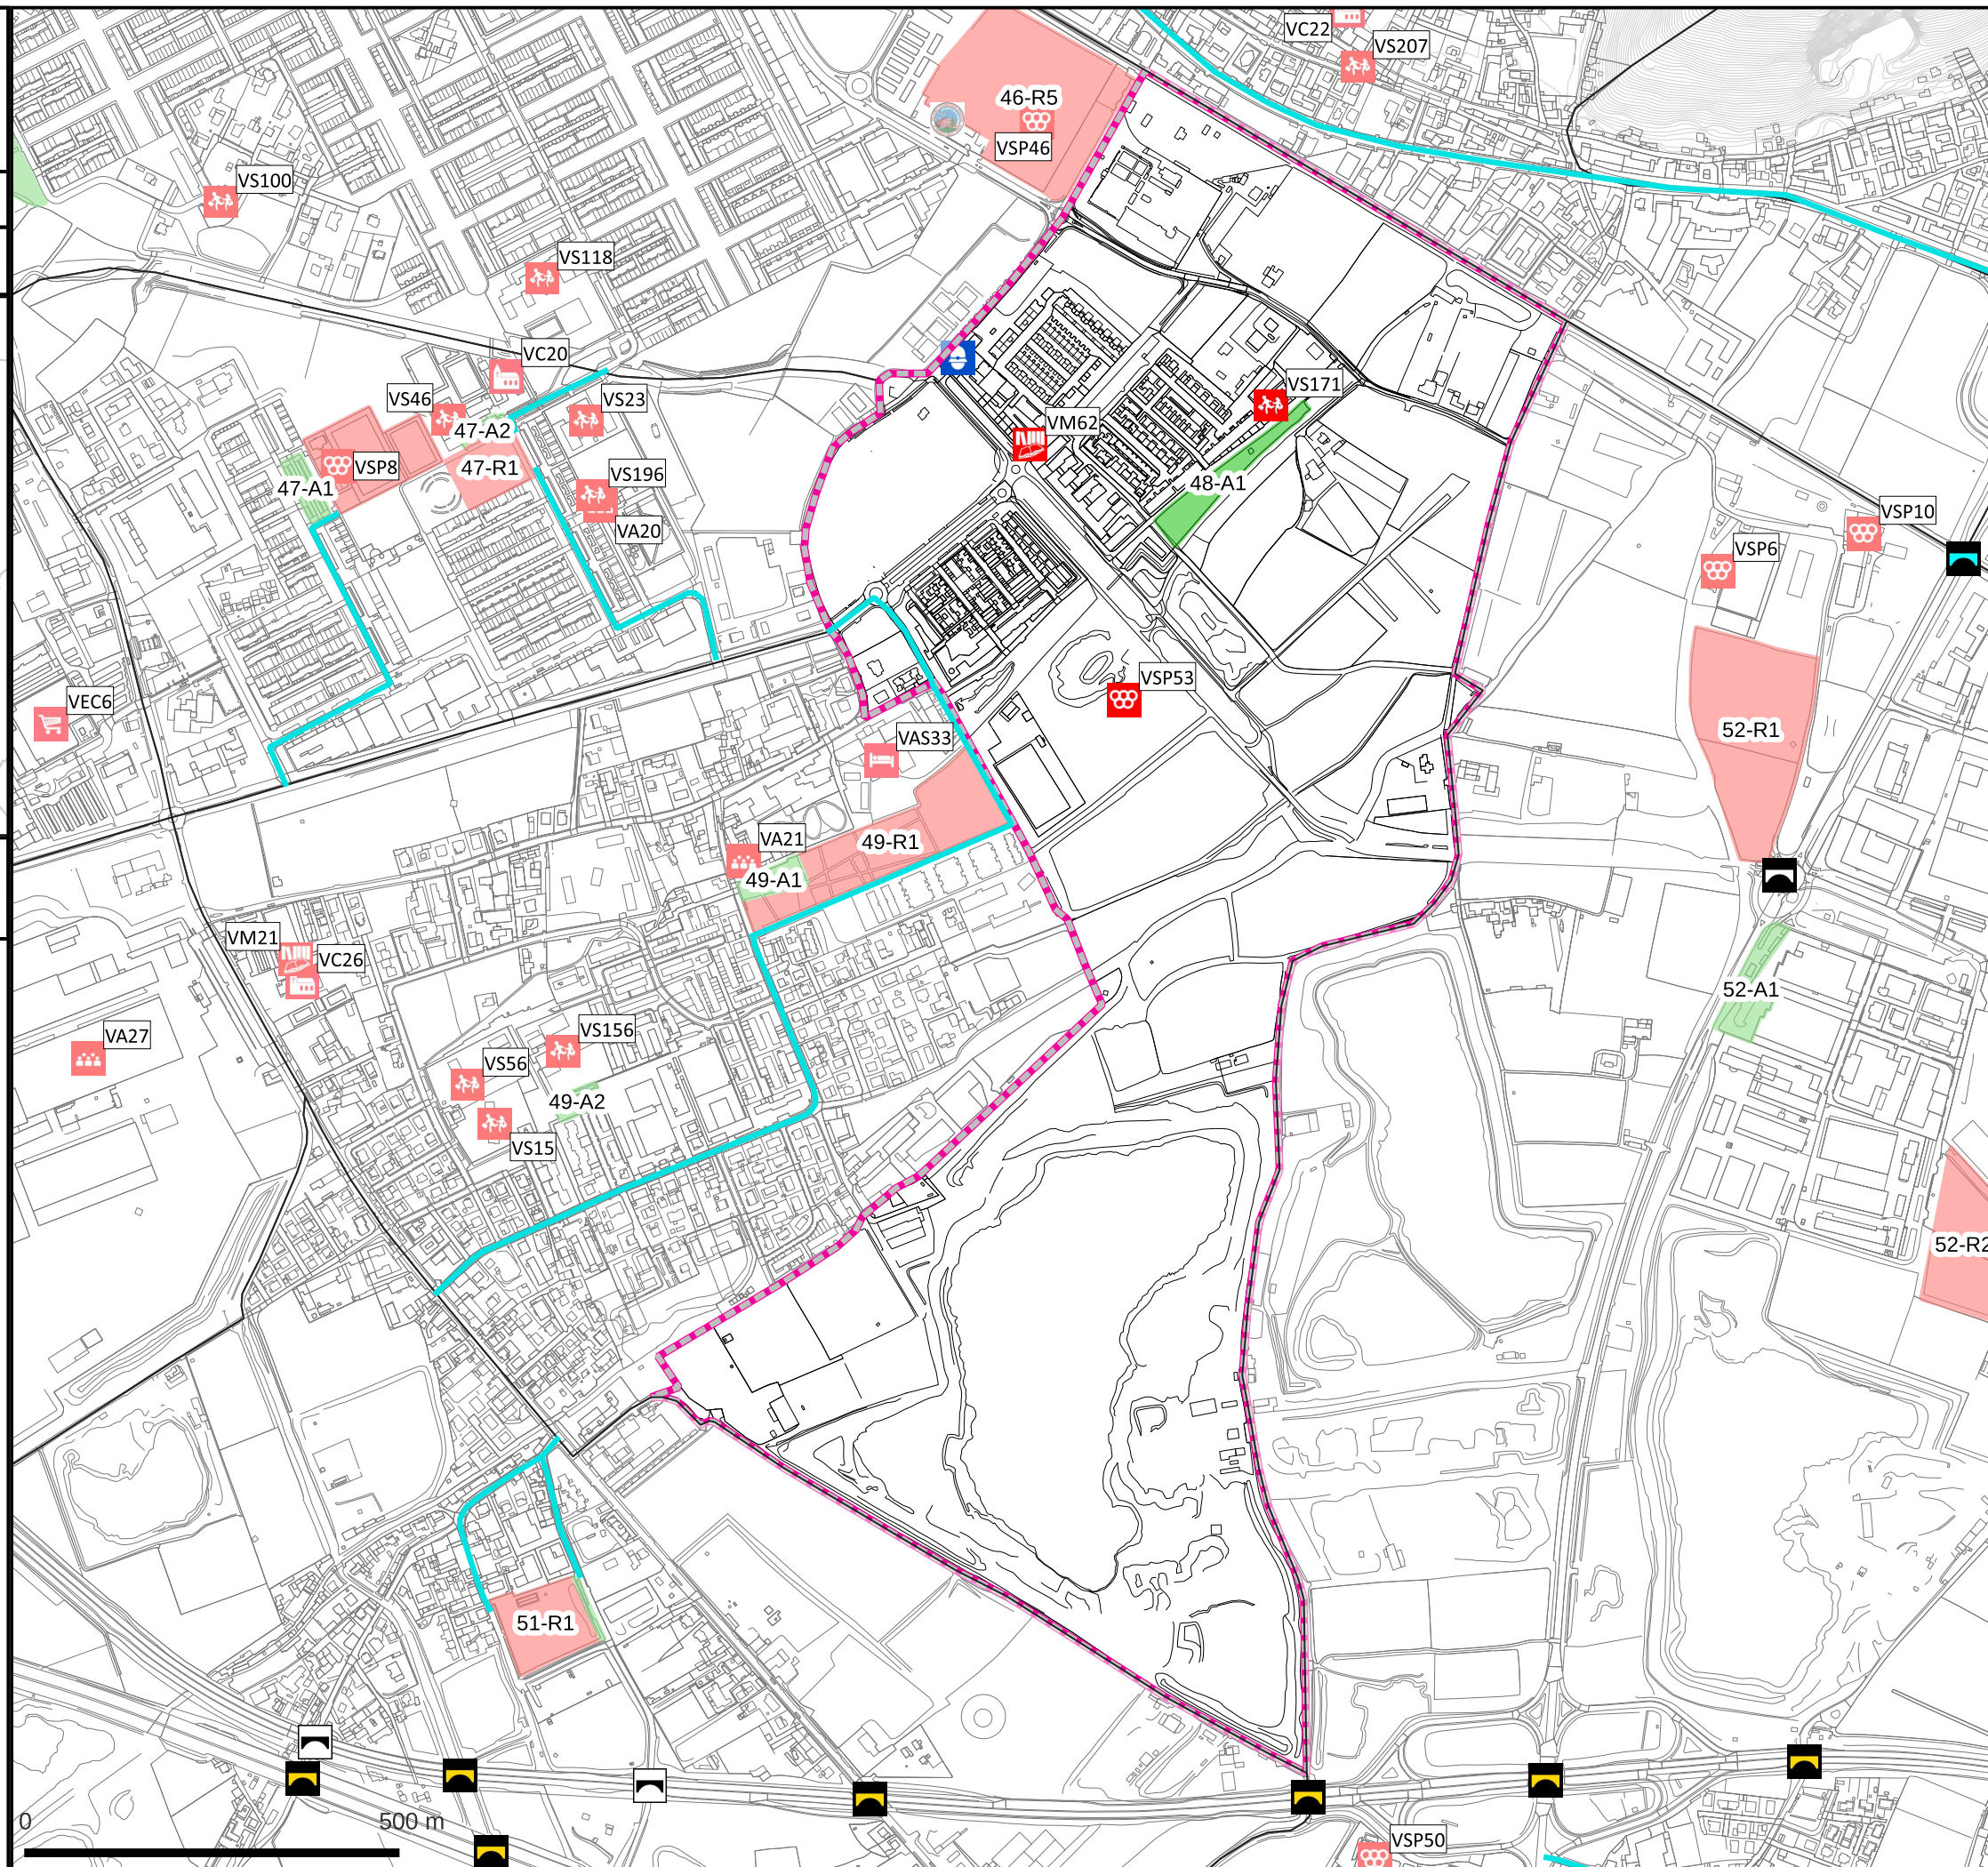 VC22
VS207
46-R5
VSP46
VS100
VS118
VC20
VS46
VS23
VS171
47-A2
VM62
VSP8
47-R1
47-A1
VS196
48-A1
VA20
VSP10
VSP6
VSP53
VEC6
52-R1
VAS33
VA21
49-R1
49-A1
VM21
VC26
52-A1
VA27
VS156
VS56
49-A2
VS15
52-R2
51-R1
0
500 m
VSP50